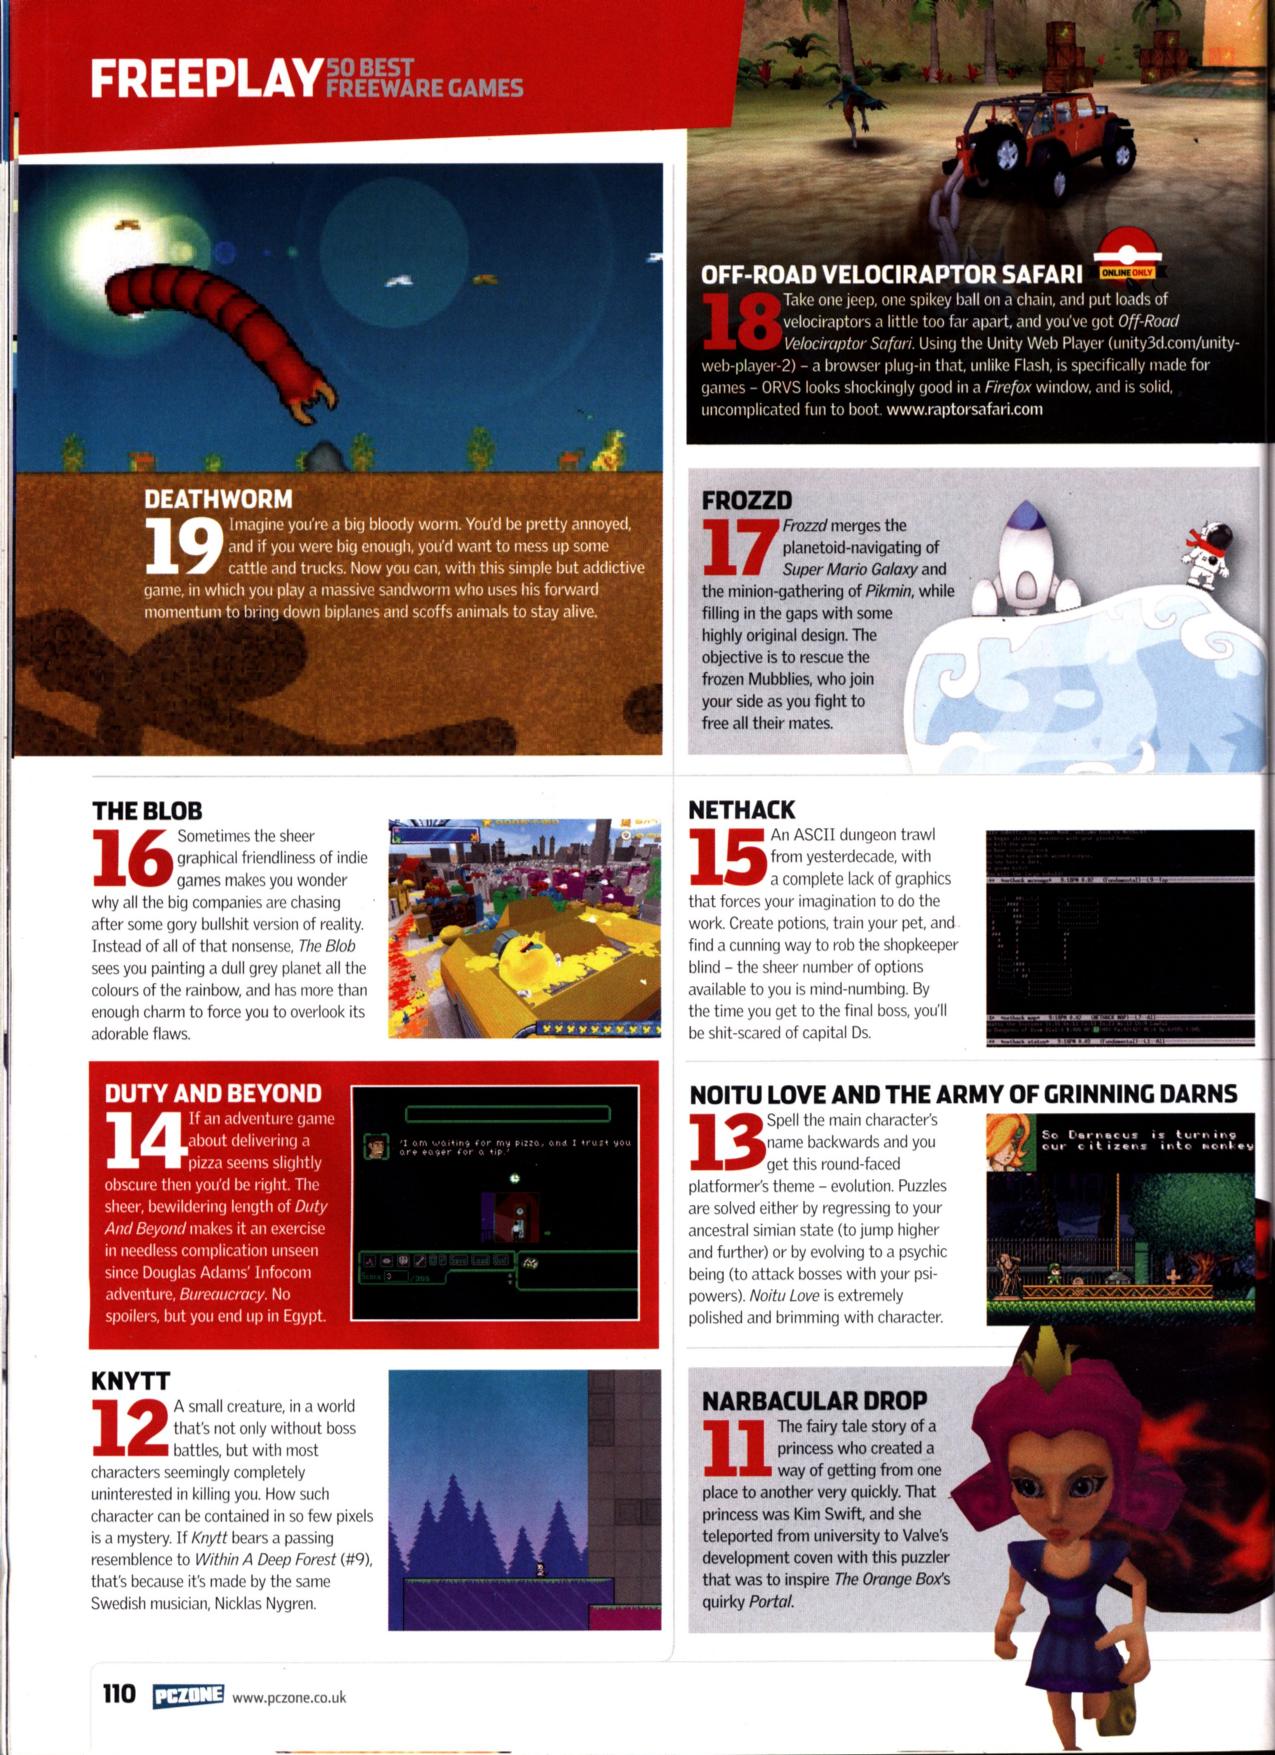 FREEPLAY 50 BEST
FREEWARE GAMES
OFF-ROAD VELOCIRAPTOR SAFARI
ONLINE ONLY
18 Take one jeep, one spikey ball on a chain, and put loads of
velociraptors a little too far apart, and you've got Off-Road
Velociraptor Safari. Using the Unity Web Player (unity3d.com/unity-
web-player-2) – a browser plug-in that, unlike Flash, is specifically made for
games – ORVS looks shockingly good in a Firefox window, and is solid,
uncomplicated fun to boot. www.raptorsafari.com
DEATHWORM
19 Imagine you're a big bloody worm. You'd be pretty annoyed,
and if you were big enough, you'd want to mess up some
cattle and trucks. Now you can, with this simple but addictive
game, in which you play a massive sandworm who uses his forward
momentum to bring down biplanes and scoffs animals to stay alive.
FROZZD
17 Frozzd merges the
planetoid-navigating of
Super Mario Galaxy and
the minion-gathering of Pikmin, while
filling in the gaps with some
highly original design. The
objective is to rescue the
frozen Mubblies, who join
your side as you fight to
free all their mates.
THE BLOB
16 Sometimes the sheer
graphical friendliness of indie
games makes you wonder
why all the big companies are chasing
after some gory bullshit version of reality.
Instead of all of that nonsense, The Blob
sees you painting a dull grey planet all the
colours of the rainbow, and has more than
enough charm to force you to overlook its
adorable flaws.
NETHACK
15 An ASCII dungeon trawl
from yesterdecade, with
a complete lack of graphics
that forces your imagination to do the
work. Create potions, train your pet, and
find a cunning way to rob the shopkeeper
blind – the sheer number of options
available to you is mind-numbing. By
the time you get to the final boss, you'll
be shit-scared of capital Ds.
DUTY AND BEYOND
14 If an adventure game
about delivering a
pizza seems slightly
obscure then you'd be right. The
sheer, bewildering length of Duty
And Beyond makes it an exercise
in needless complication unseen
since Douglas Adams' Infocom
adventure, Bureaucracy. No
spoilers, but you end up in Egypt.
"I am waiting for my pizza, and I trust you
are eager for a tip."
NOITU LOVE AND THE ARMY OF GRINNING DARNS
13 Spell the main character's
name backwards and you
get this round-faced
platformer's theme – evolution. Puzzles
are solved either by regressing to your
ancestral simian state (to jump higher
and further) or by evolving to a psychic
being (to attack bosses with your psi-
powers). Noitu Love is extremely
polished and brimming with character.
So Darnacus is turning
our citizens into monkey
KNYTT
12 A small creature, in a world
that's not only without boss
battles, but with most
characters seemingly completely
uninterested in killing you. How such
character can be contained in so few pixels
is a mystery. If Knytt bears a passing
resemblence to Within A Deep Forest (#9),
that's because it's made by the same
Swedish musician, Nicklas Nygren.
NARBACULAR DROP
11 The fairy tale story of a
princess who created a
way of getting from one
place to another very quickly. That
princess was Kim Swift, and she
teleported from university to Valve's
development coven with this puzzler
that was to inspire The Orange Box's
quirky Portal.
110 PCZONE www.pczone.co.uk